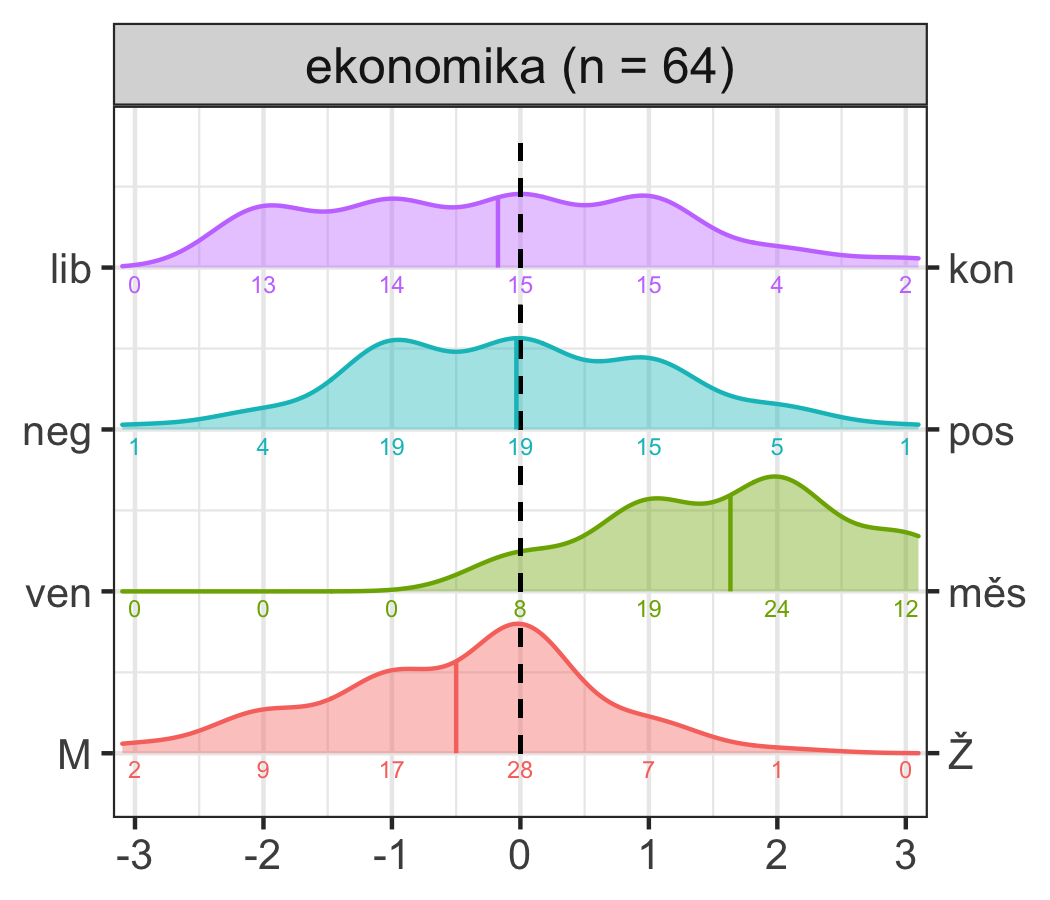 ekonomika (n = 64)
lib kon
0 13 14 15 15 4 2
neg pos
1 4 19 19 15 5 1
ven měs
0 0 0 8 19 24 12
M Ž
2 9 17 28 7 1 0
-3 -2 -1 0 1 2 3